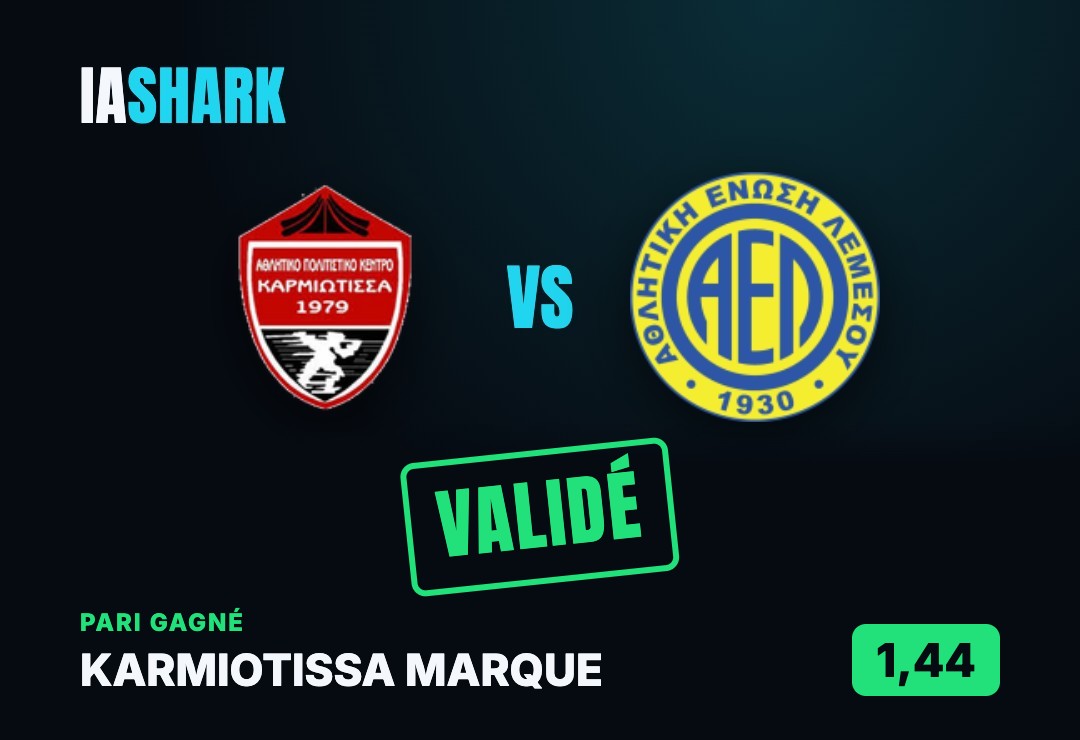 IASHARK
ΑΘΛΗΤΙΚΟ ΠΟΛΙΤΙΣΤΙΚΟ ΚΕΝΤΡΟ
ΚΑΡΜΙΩΤΙΣΣΑ
1979
VS
ΑΘΛΗΤΙΚΗ ΕΝΩΣΗ ΛΕΜΕΣΟΥ
ΑΕΛ
• 1930 •
VALIDÉ
PARI GAGNÉ
KARMIOTISSA MARQUE
1,44